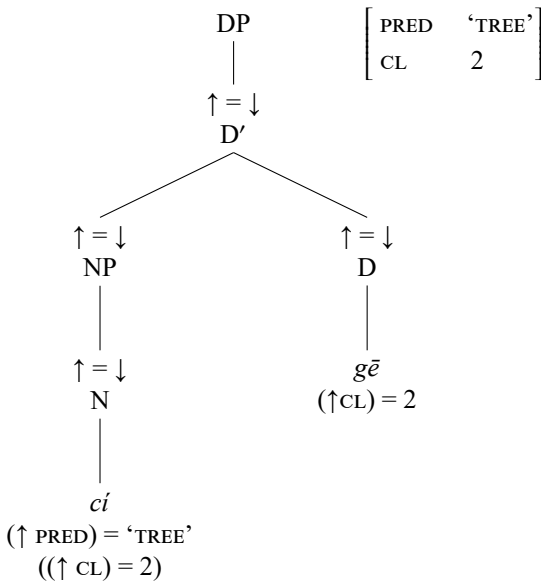 DP
[ PRED ‘TREE’
CL 2 ]
↑ = ↓
D′
↑ = ↓ ↑ = ↓
NP D
↑ = ↓ gē
N (↑CL) = 2
cí
(↑ PRED) = ‘TREE’
((↑ CL) = 2)